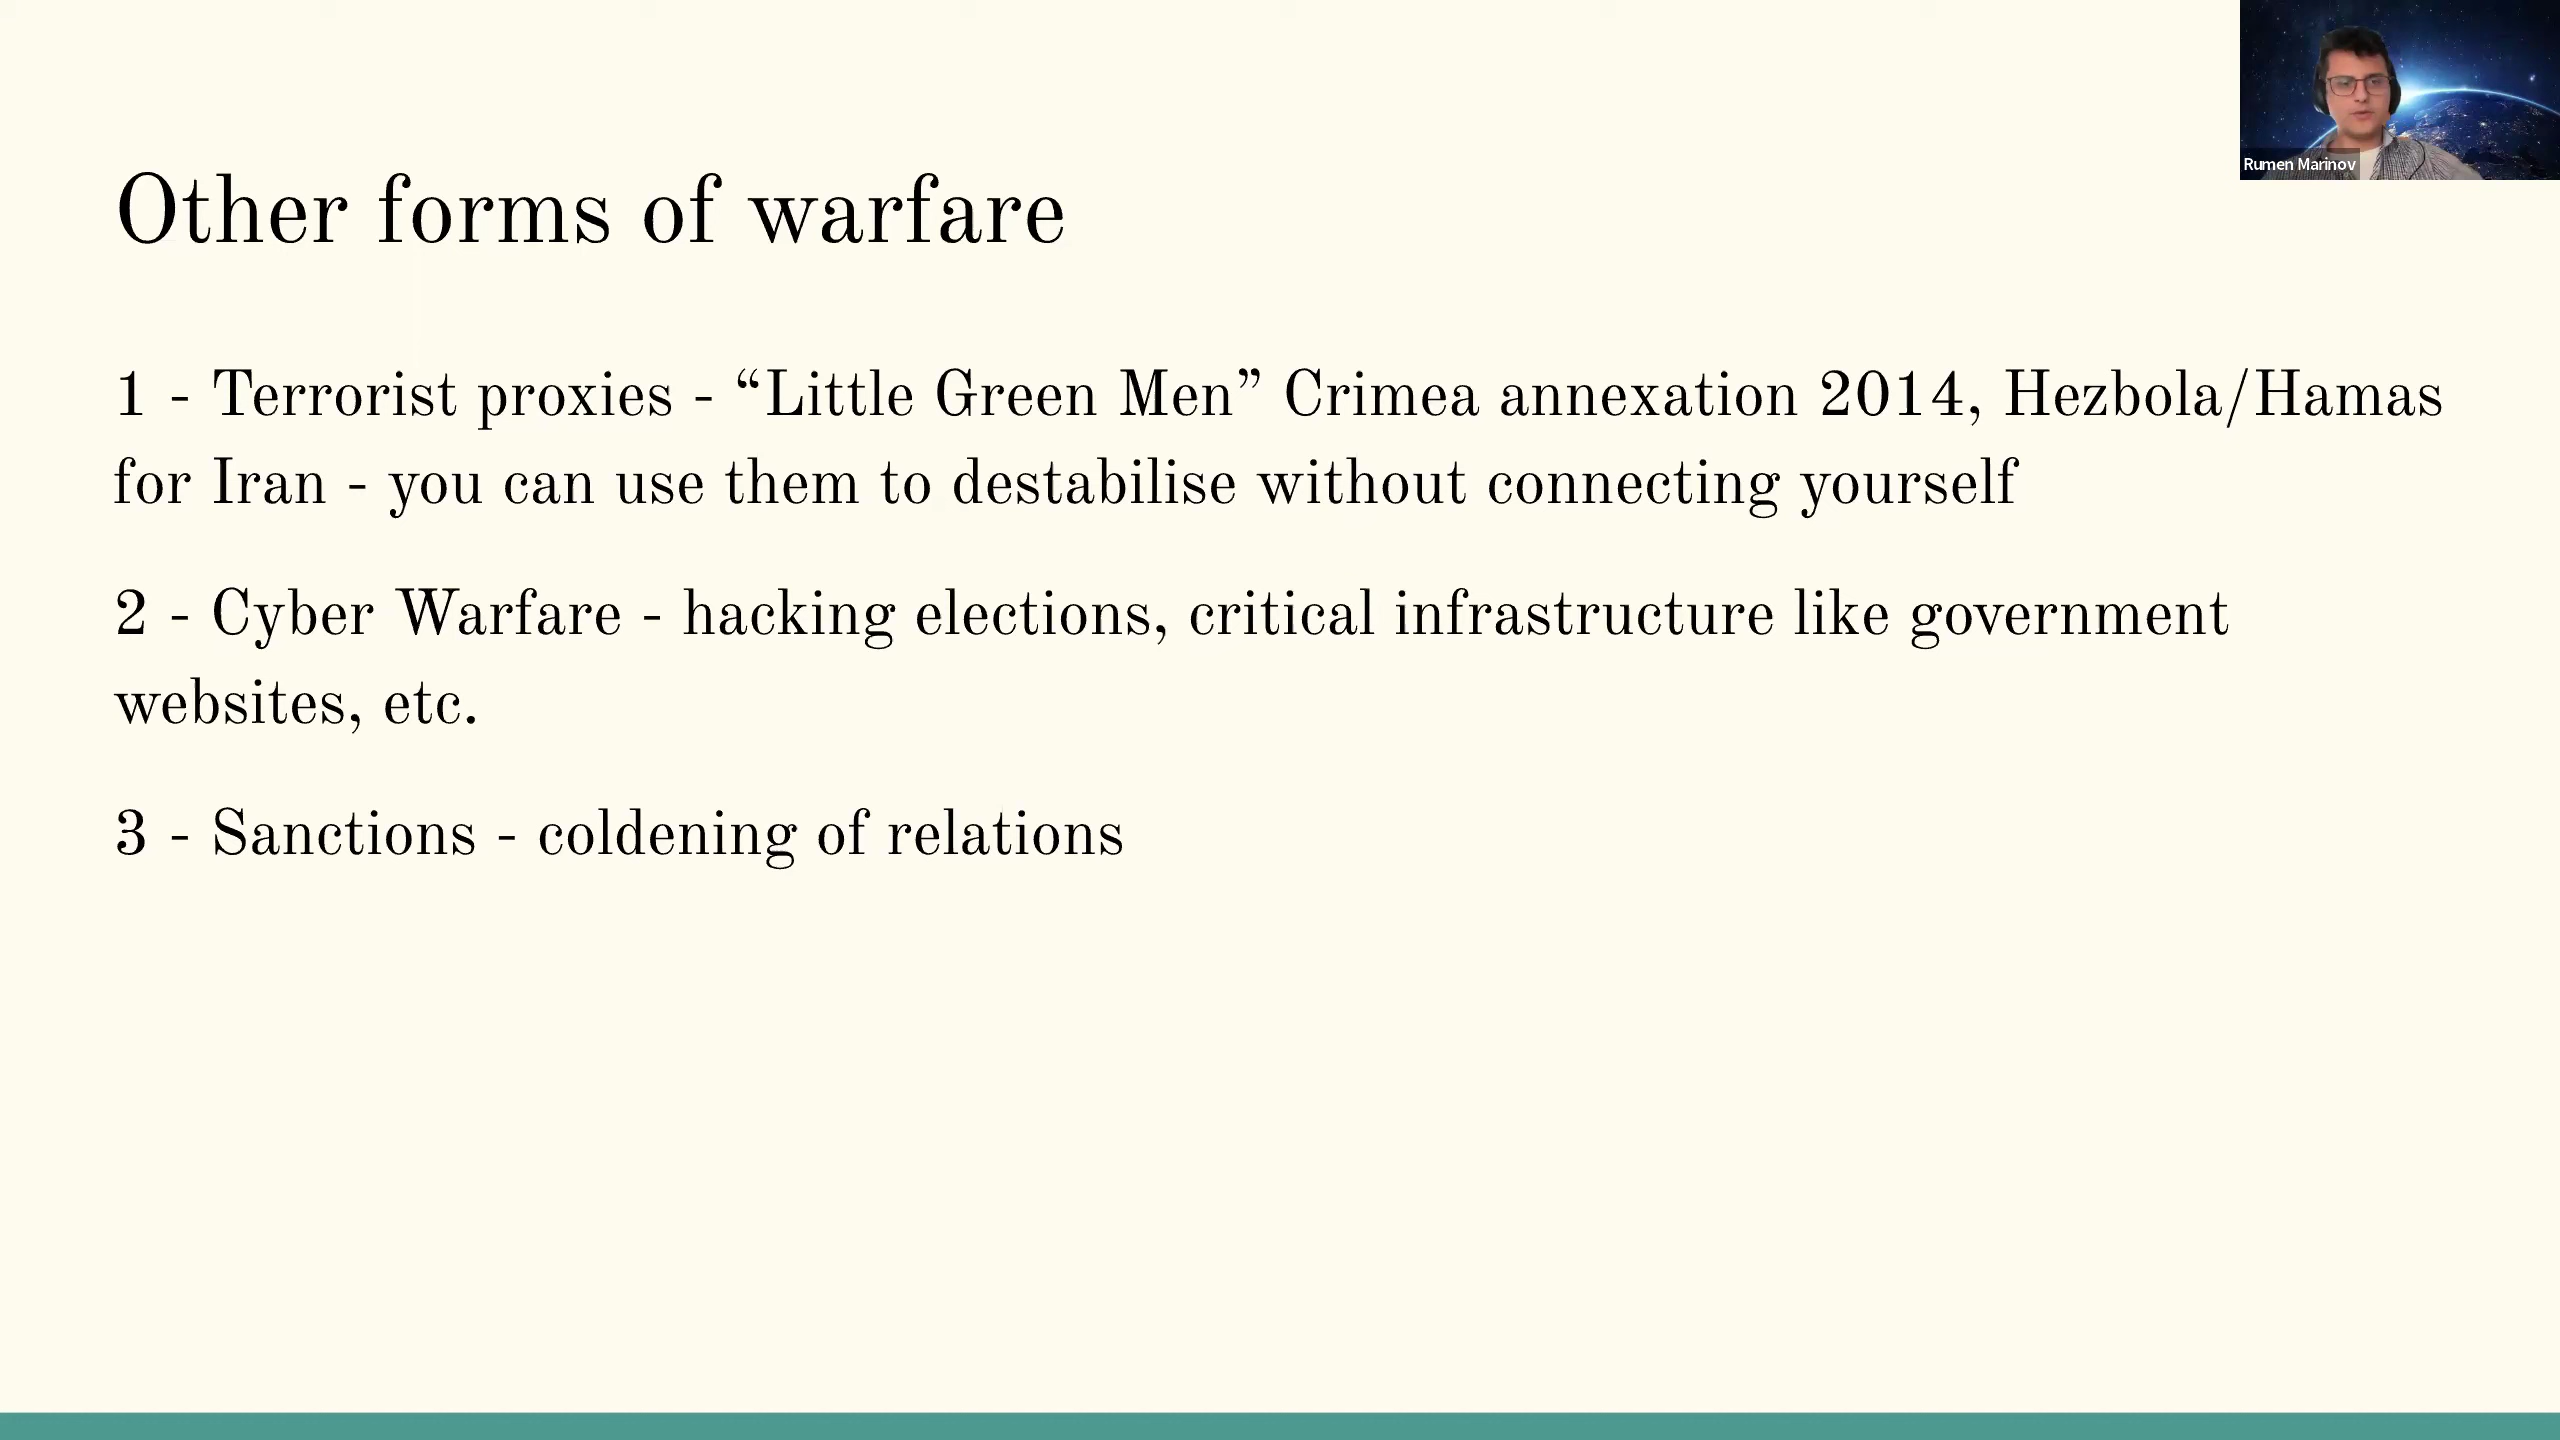 Rumen Marinov
Other forms of warfare
1 - Terrorist proxies - “Little Green Men” Crimea annexation 2014, Hezbola/Hamas
for Iran - you can use them to destabilise without connecting yourself
2 - Cyber Warfare - hacking elections, critical infrastructure like government
websites, etc.
3 - Sanctions - coldening of relations